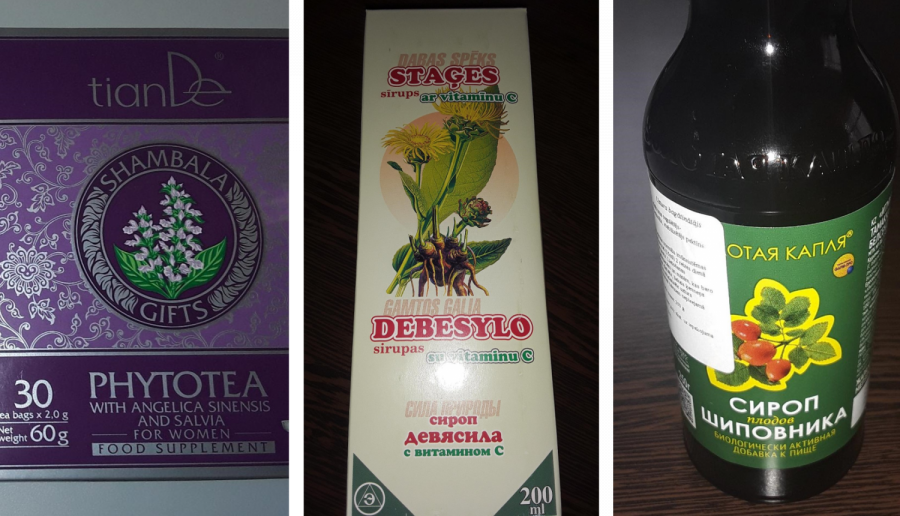 tianDe®
SHAMBALA
GIFTS
30
tea bags x 2,0 g
Net
weight 60g
PHYTOTEA
WITH ANGELICA SINENSIS
AND SALVIA
FOR WOMEN
FOOD SUPPLEMENT
DABAS SPĒKS
STAĢES
sirups ar vitamīnu C
GAMTOS GALIA
DEBESYLO
sirupas su vitaminu C
СИЛА ПРИРОДЫ
сироп
девясила
с витамином С
Э
200
ml
ОТАЯ КАПЛЯ®
СИРОП
плодов
ШИПОВНИКА
БИОЛОГИЧЕСКИ АКТИВНАЯ
ДОБАВКА К ПИЩЕ